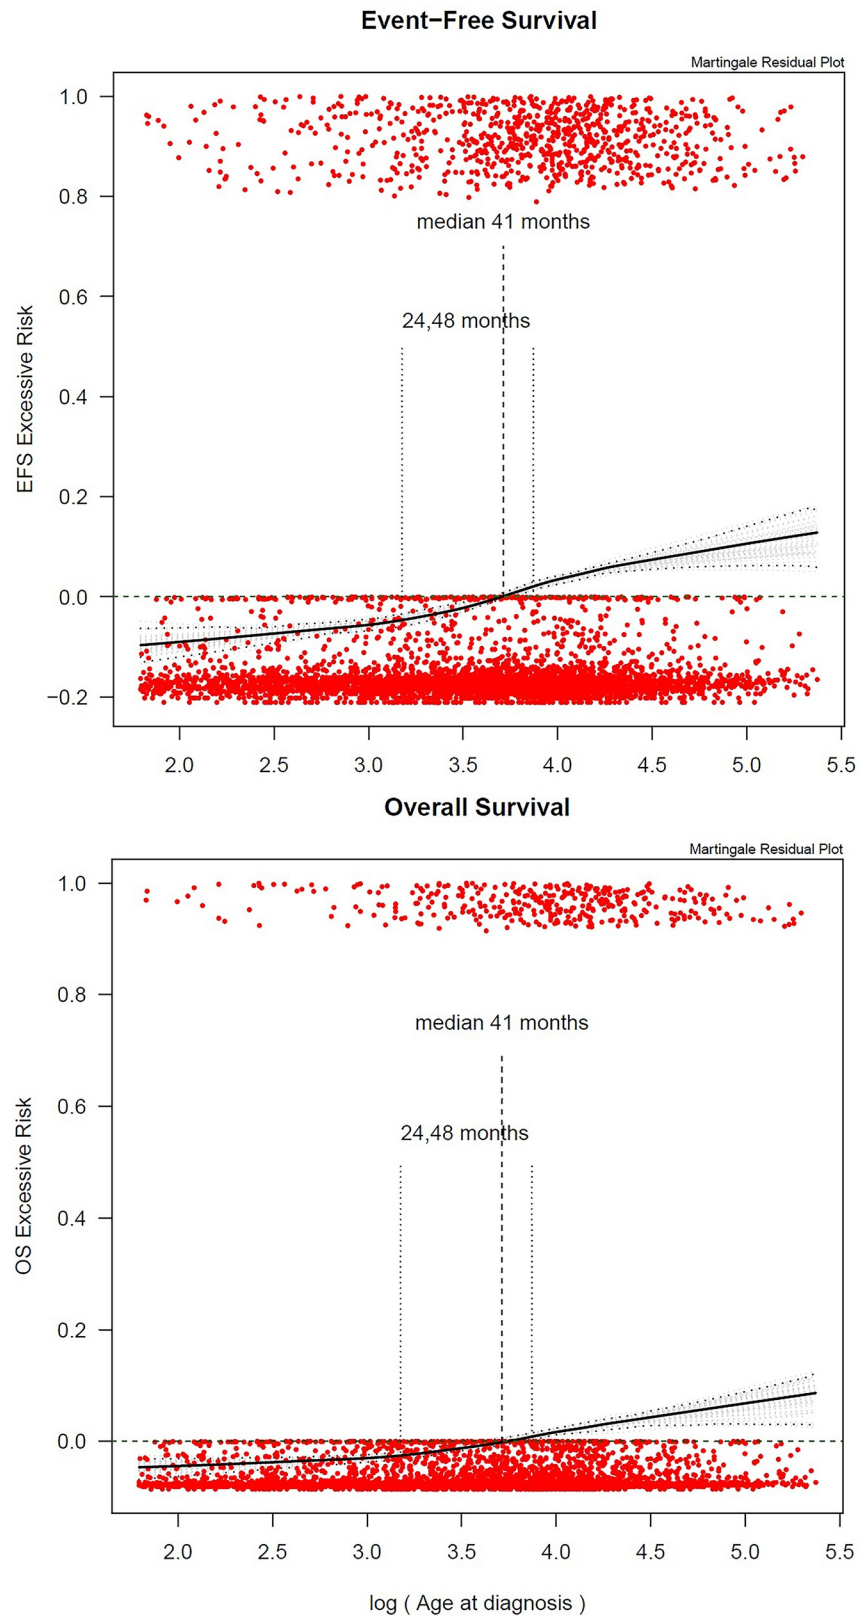 Event−Free Survival
Martingale Residual Plot
1.0
0.8
median 41 months
0.6
24,48 months
EFS Excessive Risk
0.4
0.2
0.0
−0.2
2.0 2.5 3.0 3.5 4.0 4.5 5.0 5.5
Overall Survival
Martingale Residual Plot
1.0
0.8
median 41 months
0.6
24,48 months
OS Excessive Risk
0.4
0.2
0.0
2.0 2.5 3.0 3.5 4.0 4.5 5.0 5.5
log ( Age at diagnosis )